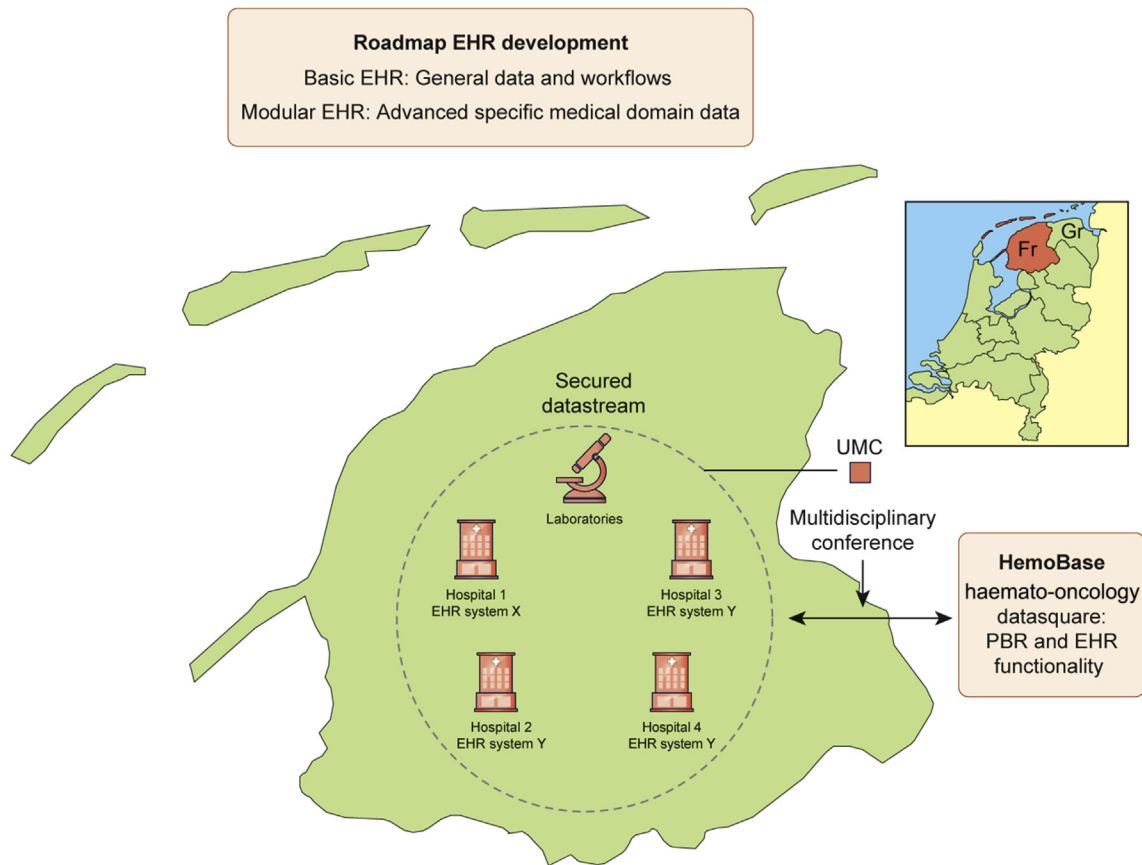 Roadmap EHR development
Basic EHR: General data and workflows
Modular EHR: Advanced specific medical domain data
Gr
Fr
Secured
datastream
UMC
Laboratories
Multidisciplinary
conference
HemoBase
haemato-oncology
datasquare:
PBR and EHR
functionality
Hospital 1
EHR system X
Hospital 3
EHR system Y
Hospital 2
EHR system Y
Hospital 4
EHR system Y